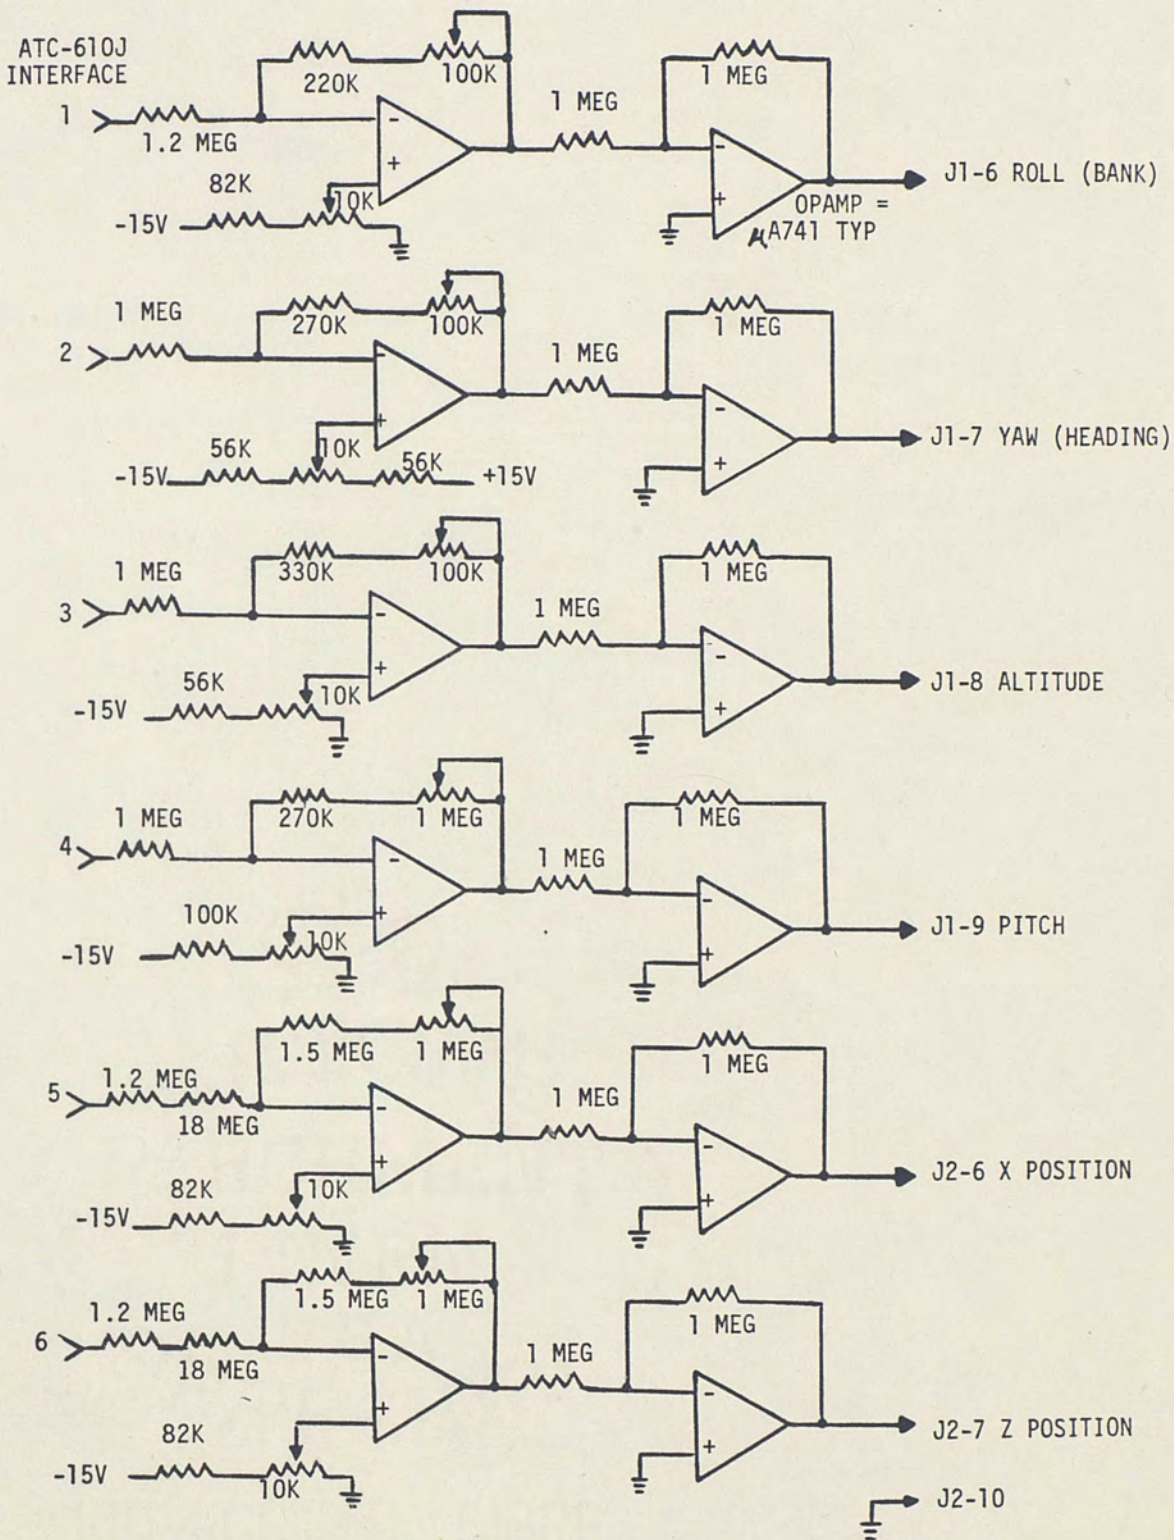 ATC-610J
INTERFACE
220K
100K
1 MEG
1 MEG
1
1.2 MEG
-
+
-
+
82K
10K
-15V
J1-6 ROLL (BANK)
OPAMP =
μA741 TYP
1 MEG
270K
100K
1 MEG
1 MEG
2
-
+
-
+
56K
10K
56K
-15V
+15V
J1-7 YAW (HEADING)
1 MEG
330K
100K
1 MEG
1 MEG
3
-
+
-
+
56K
10K
-15V
J1-8 ALTITUDE
1 MEG
270K
1 MEG
1 MEG
1 MEG
4
-
+
-
+
100K
10K
-15V
J1-9 PITCH
1.5 MEG
1 MEG
1 MEG
1.2 MEG
1 MEG
5
18 MEG
-
+
-
+
82K
10K
-15V
J2-6 X POSITION
1.5 MEG
1 MEG
1 MEG
1.2 MEG
1 MEG
6
18 MEG
-
+
-
+
82K
10K
-15V
J2-7 Z POSITION
J2-10